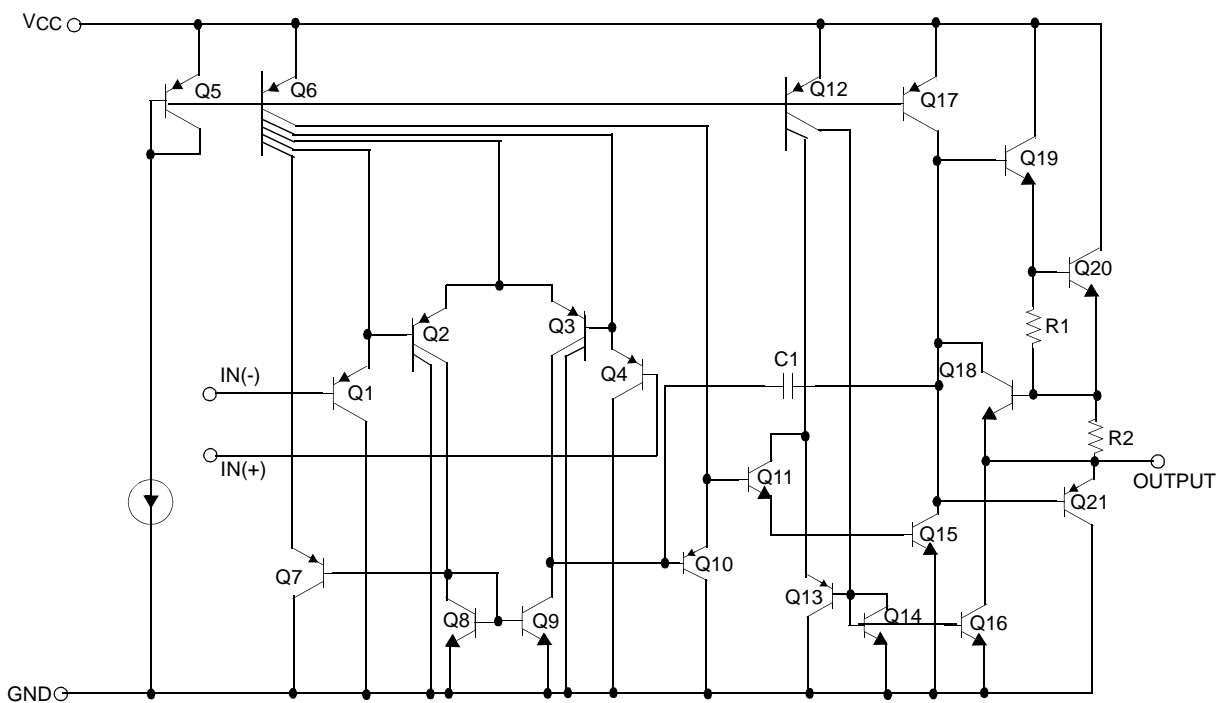 VCC
Q5
Q6
Q12
Q17
Q19
Q20
Q2
Q3
R1
C1
Q4
Q18
IN(-)
Q1
R2
IN(+)
Q11
OUTPUT
Q21
Q15
Q10
Q7
Q13
Q8
Q9
Q14
Q16
GND